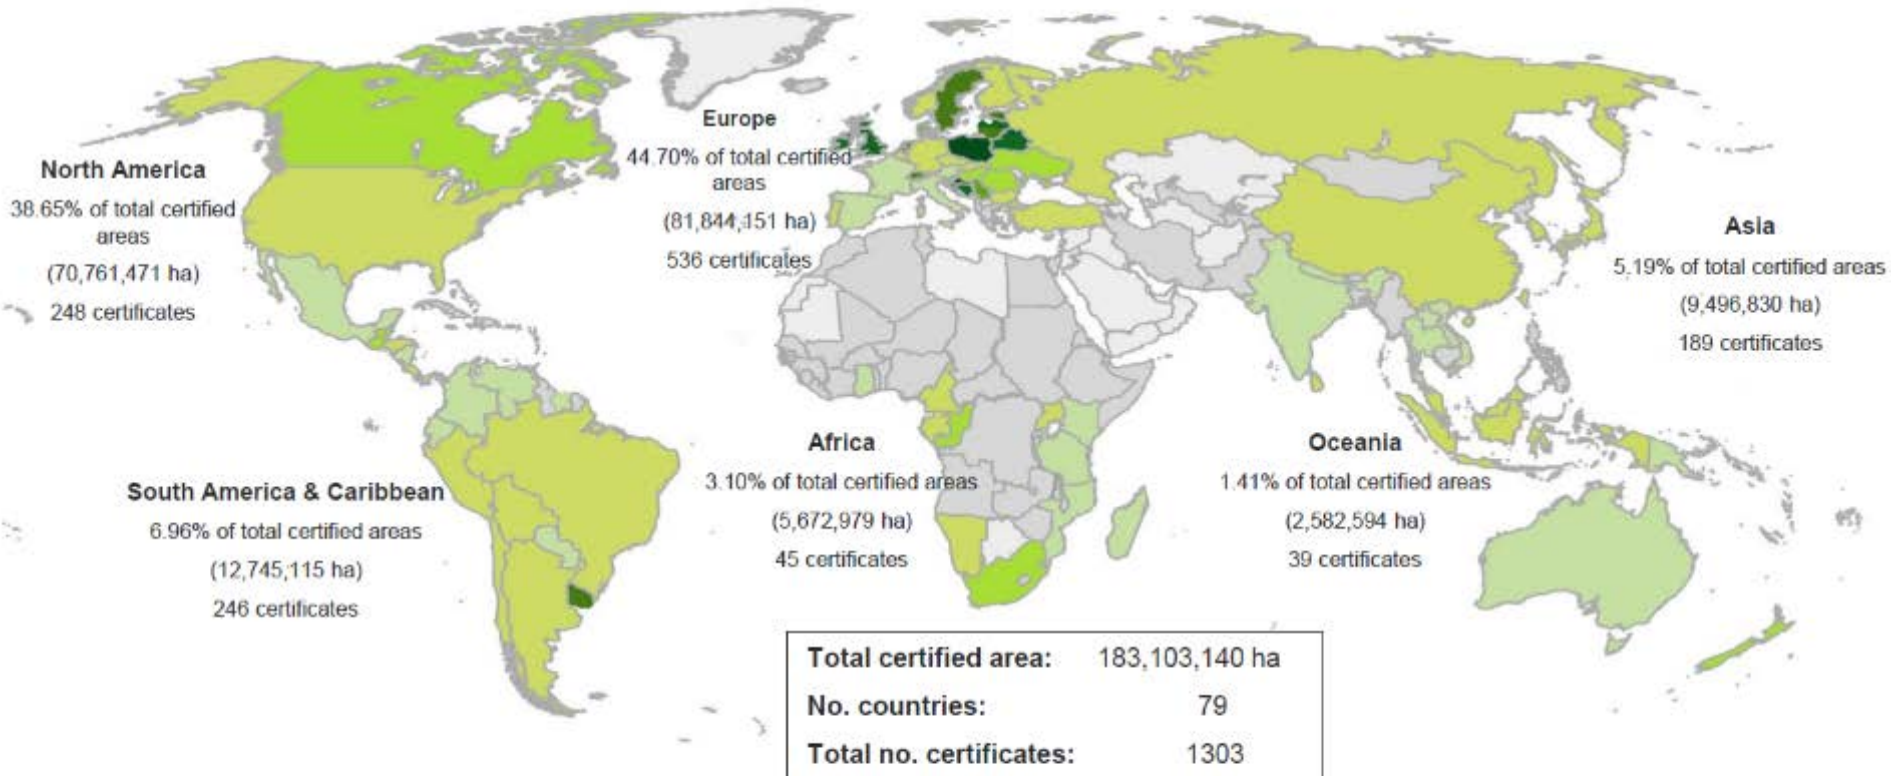 North America
38.65% of total certified
areas
(70,761,471 ha)
248 certificates
Europe
44.70% of total certified
areas
(81,844,151 ha)
536 certificates
Asia
5.19% of total certified areas
(9,496,830 ha)
189 certificates
South America & Caribbean
6.96% of total certified areas
(12,745,115 ha)
246 certificates
Africa
3.10% of total certified areas
(5,672,979 ha)
45 certificates
Oceania
1.41% of total certified areas
(2,582,594 ha)
39 certificates
Total certified area: 183,103,140 ha
No. countries: 79
Total no. certificates: 1303